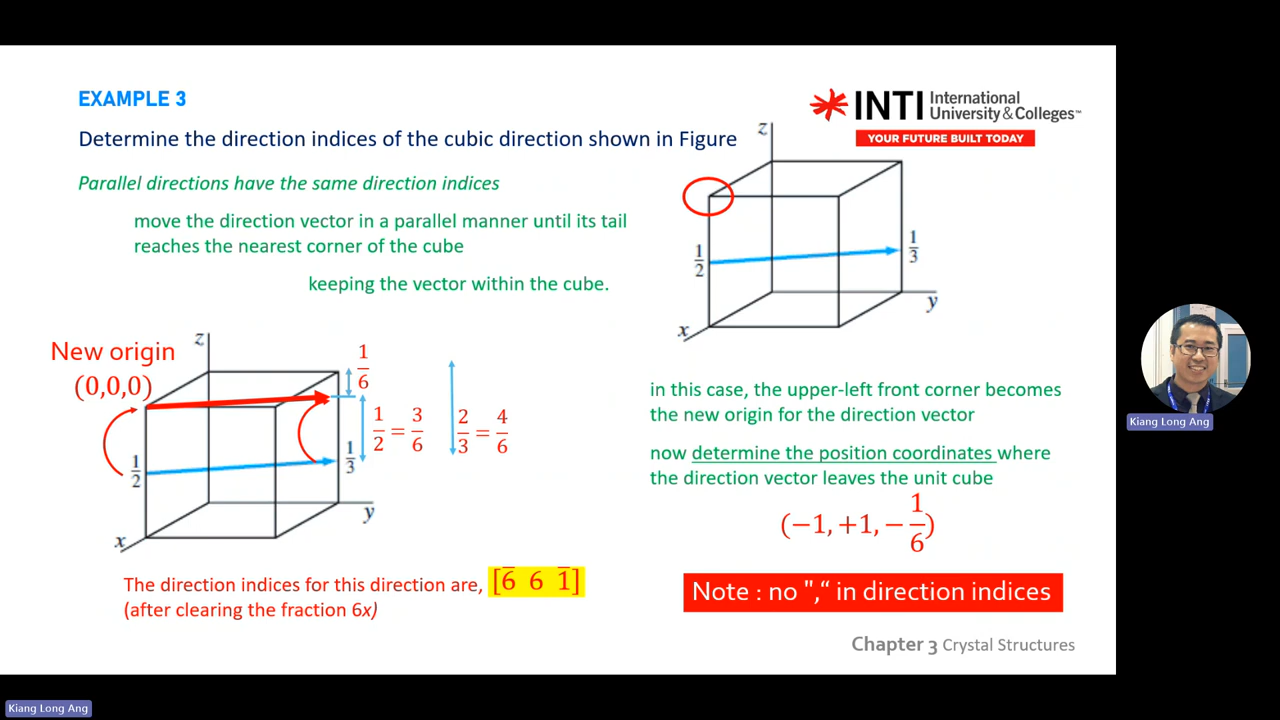 EXAMPLE 3
INTI International
University & Colleges™
YOUR FUTURE BUILT TODAY
Determine the direction indices of the cubic direction shown in Figure
Parallel directions have the same direction indices
move the direction vector in a parallel manner until its tail
reaches the nearest corner of the cube
keeping the vector within the cube.
z
1/2
1/3
x
y
New origin
(0,0,0)
z
1/6
1/2 = 3/6
2/3 = 4/6
1/2
1/3
x
y
in this case, the upper-left front corner becomes
the new origin for the direction vector
now determine the position coordinates where
the direction vector leaves the unit cube
(−1, +1, −1/6)
The direction indices for this direction are, [6̅ 6 1̅]
(after clearing the fraction 6x)
Note : no ",“ in direction indices
Chapter 3 Crystal Structures
Kiang Long Ang
Kiang Long Ang